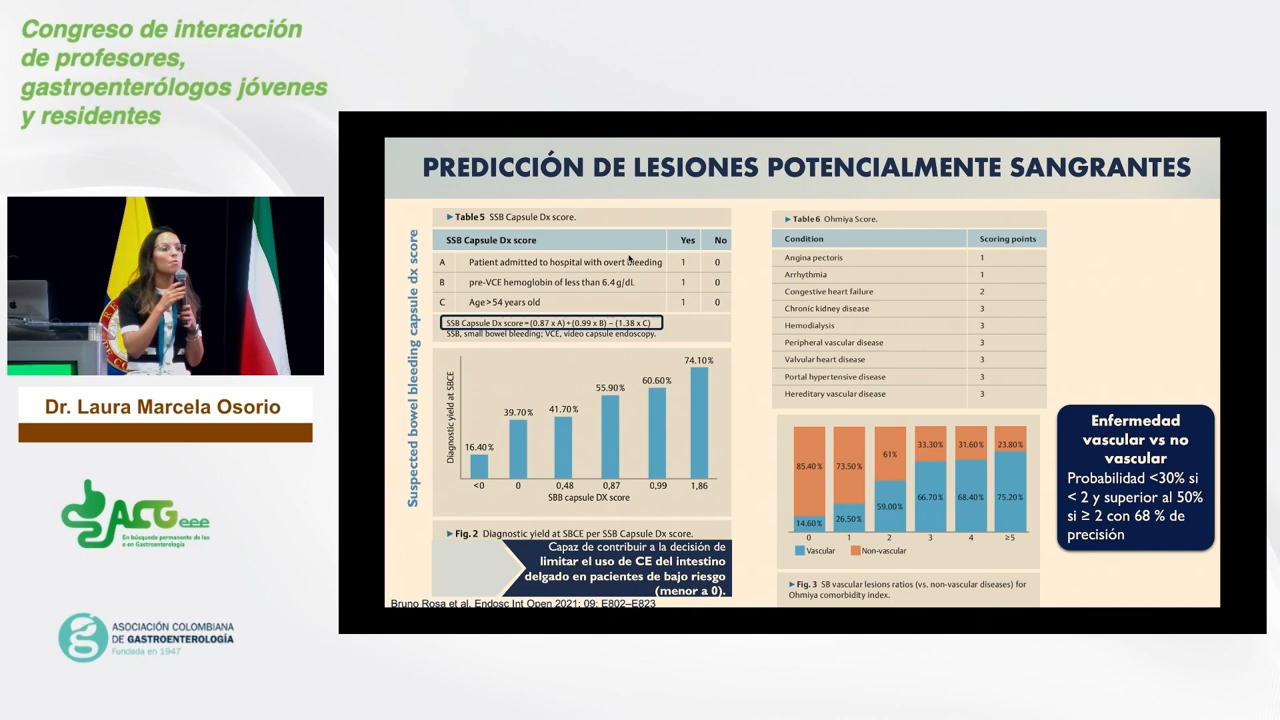 Congreso de interacción
de profesores,
gastroenterólogos jóvenes
y residentes
Dr. Laura Marcela Osorio
ACG eee
En búsqueda permanente de las
e en Gastroenterología
ASOCIACIÓN COLOMBIANA
DE GASTROENTEROLOGÍA
Fundada en 1947
PREDICCIÓN DE LESIONES POTENCIALMENTE SANGRANTES
Suspected bowel bleeding capsule dx score
▶ Table 5 SSB Capsule Dx score.
SSB Capsule Dx score Yes No
A Patient admitted to hospital with overt bleeding 1 0
B pre-VCE hemoglobin of less than 6.4 g/dL 1 0
C Age > 54 years old 1 0
SSB Capsule Dx score = (0.87 x A) + (0.99 x B) – (1.38 x C)
SSB, small bowel bleeding; VCE, video capsule endoscopy.
Diagnostic yield at SBCE
16.40 % 39.70 % 41.70 % 55.90 % 60.60 % 74.10 %
<0 0 0,48 0,87 0,99 1,86
SBB capsule DX score
▶ Fig. 2 Diagnostic yield at SBCE per SSB Capsule Dx score.
Capaz de contribuir a la decisión de
limitar el uso de CE del intestino
delgado en pacientes de bajo riesgo
(menor a 0).
Bruno Rosa et al. Endosc Int Open 2021; 09: E802–E823
▶ Table 6 Ohmiya Score.
Condition Scoring points
Angina pectoris 1
Arrhythmia 1
Congestive heart failure 2
Chronic kidney disease 3
Hemodialysis 3
Peripheral vascular disease 3
Valvular heart disease 3
Portal hypertensive disease 3
Hereditary vascular disease 3
85.40 % 73.50 % 61 % 33.30 % 31.60 % 23.80 %
14.60 % 26.50 % 59.00 % 66.70 % 68.40 % 75.20 %
0 1 2 3 4 ≥5
Vascular Non-vascular
▶ Fig. 3 SB vascular lesions ratios (vs. non-vascular diseases) for
Ohmiya comorbidity index.
Enfermedad
vascular vs no
vascular
Probabilidad <30% si
< 2 y superior al 50%
si ≥ 2 con 68 % de
precisión